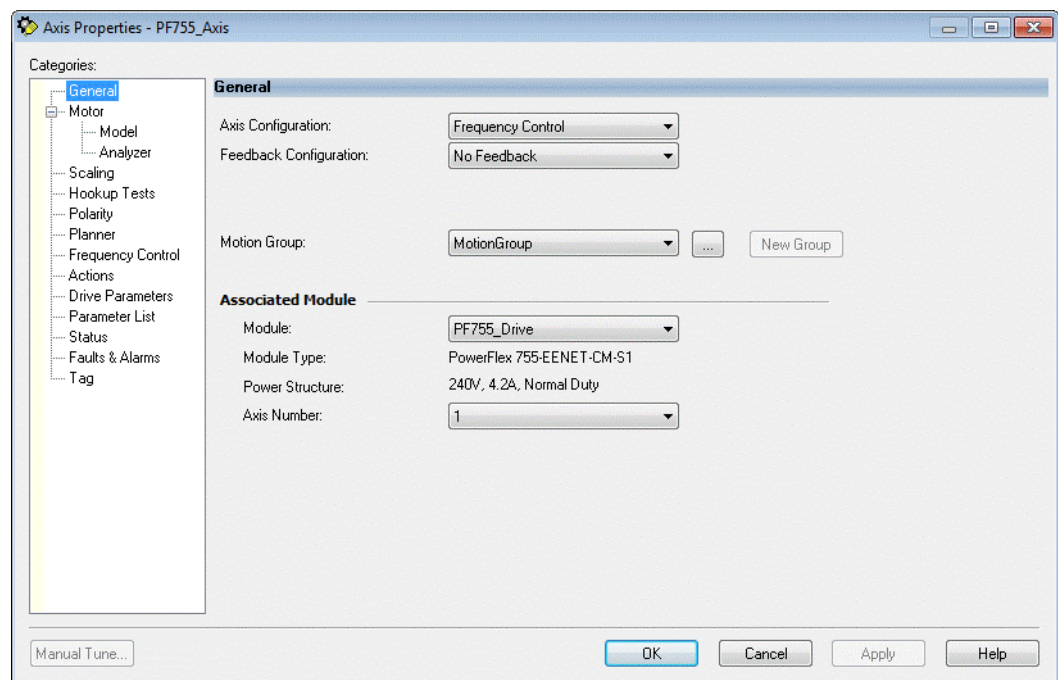 Axis Properties - PF755_Axis
Categories:
General
Motor
Model
Analyzer
Scaling
Hookup Tests
Polarity
Planner
Frequency Control
Actions
Drive Parameters
Parameter List
Status
Faults & Alarms
Tag
General
Axis Configuration: Frequency Control
Feedback Configuration: No Feedback
Motion Group: MotionGroup ... New Group
Associated Module
Module: PF755_Drive
Module Type: PowerFlex 755-EENET-CM-S1
Power Structure: 240V, 4.2A, Normal Duty
Axis Number: 1
Manual Tune... OK Cancel Apply Help